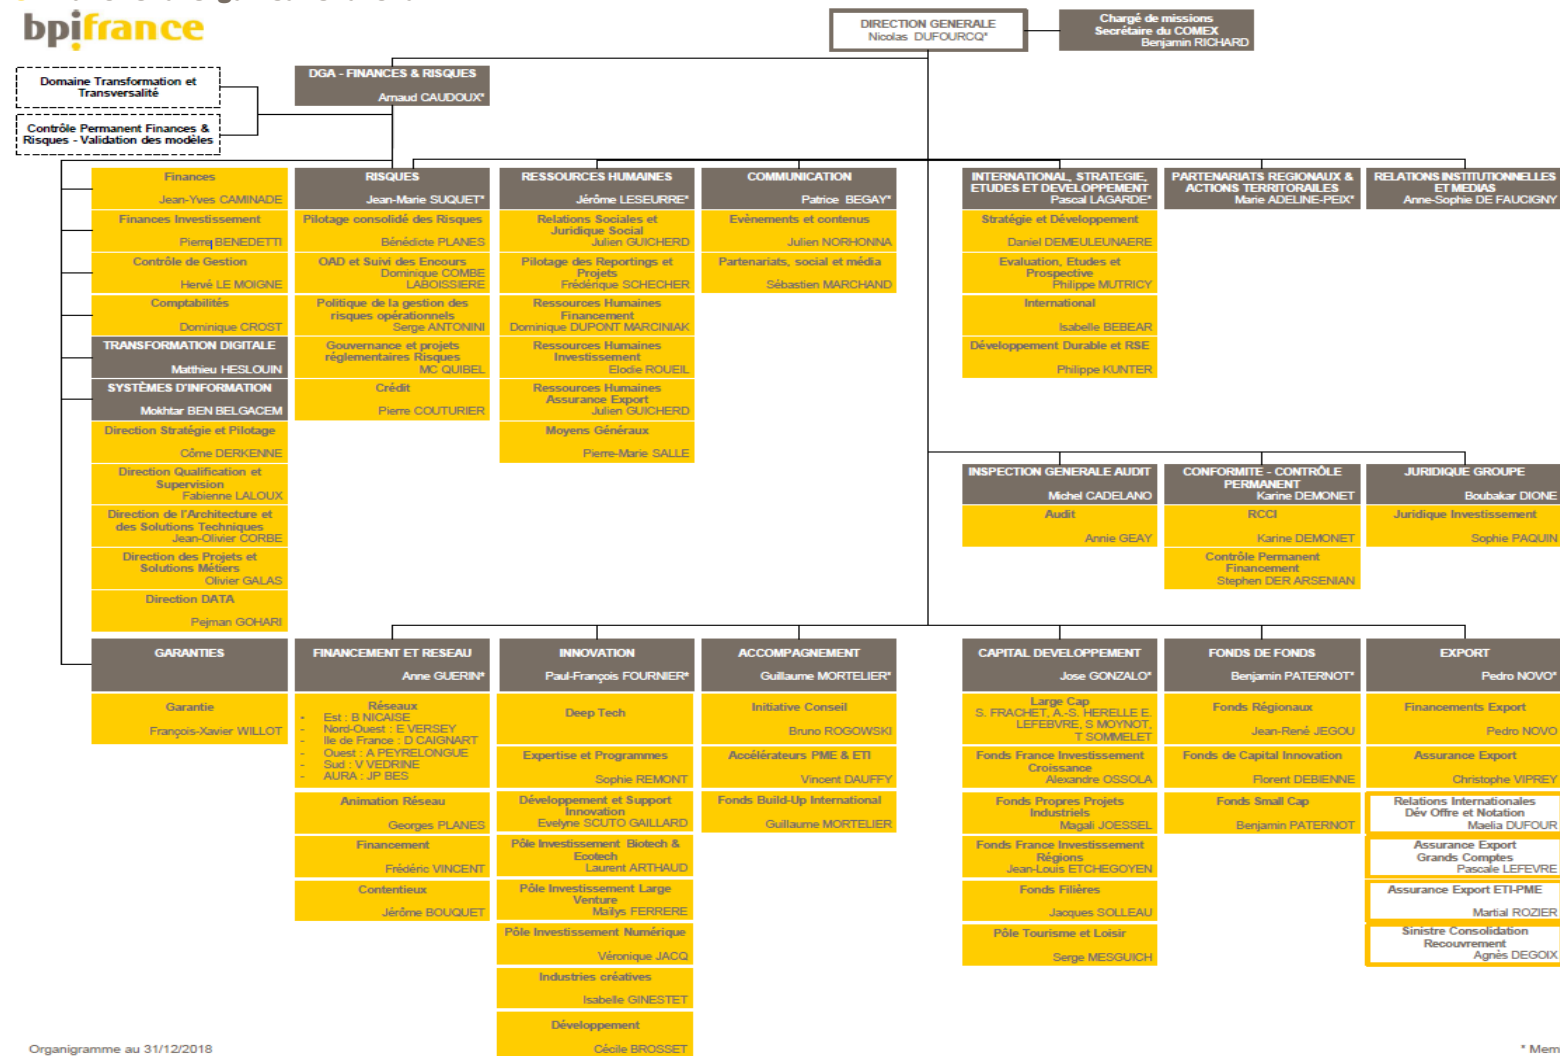 bpifrance
DIRECTION GENERALE
Nicolas DUFOURCQ*
Chargé de missions
Secrétaire du COMEX
Benjamin RICHARD
Domaine Transformation et
Transversalité
Contrôle Permanent Finances &
Risques - Validation des modèles
DGA - FINANCES & RISQUES
Arnaud CAUDOUX*
Finances
Jean-Yves CAMINADE
Finances Investissement
Pierre BENEDETTI
Contrôle de Gestion
Hervé LE MOIGNE
Comptabilités
Dominique CROST
TRANSFORMATION DIGITALE
Matthieu HESLOUIN
SYSTÈMES D'INFORMATION
Mokhtar BEN BELGACEM
Direction Stratégie et Pilotage
Côme DERKENNE
Direction Qualification et
Supervision
Fabienne LALOUX
Direction de l'Architecture et
des Solutions Techniques
Jean-Olivier CORBE
Direction des Projets et
Solutions Métiers
Olivier GALAS
Direction DATA
Pejman GOHARI
RISQUES
Jean-Marie SUQUET*
Pilotage consolidé des Risques
Bénédicte PLANES
OAD et Suivi des Encours
Dominique COMBE
LABOISSIERE
Politique de la gestion des
risques opérationnels
Serge ANTONINI
Gouvernance et projets
réglementaires Risques
MC QUIBEL
Crédit
Pierre COUTURIER
RESSOURCES HUMAINES
Jérôme LESEURRE*
Relations Sociales et
Juridique Social
Julien GUICHERD
Pilotage des Reportings et
Projets
Frédérique SCHECHER
Ressources Humaines
Financement
Dominique DUPONT MARCINIAK
Ressources Humaines
Investissement
Elodie ROUEIL
Ressources Humaines
Assurance Export
Julien GUICHERD
Moyens Généraux
Pierre-Marie SALLE
COMMUNICATION
Patrice BEGAY*
Evènements et contenus
Julien NORHONNA
Partenariats, social et média
Sébastien MARCHAND
INTERNATIONAL, STRATEGIE,
ETUDES ET DEVELOPPEMENT
Pascal LAGARDE*
Stratégie et Développement
Daniel DEMEULEUNAERE
Evaluation, Etudes et
Prospective
Philippe MUTRICY
International
Isabelle BEBEAR
Développement Durable et RSE
Philippe KUNTER
PARTENARIATS REGIONAUX &
ACTIONS TERRITORAILES
Marie ADELINE-PEIX*
RELATIONS INSTITUTIONNELLES
ET MEDIAS
Anne-Sophie DE FAUCIGNY
INSPECTION GENERALE AUDIT
Michel CADELANO
Audit
Annie GEAY
CONFORMITE - CONTRÔLE
PERMANENT
Karine DEMONET
RCCI
Karine DEMONET
Contrôle Permanent
Financement
Stephen DER ARSENIAN
JURIDIQUE GROUPE
Boubakar DIONE
Juridique Investissement
Sophie PAQUIN
GARANTIES
Garantie
François-Xavier WILLOT
FINANCEMENT ET RESEAU
Anne GUERIN*
Réseaux
- Est : B NICAISE
- Nord-Ouest : E VERSEY
- Ile de France : D CAIGNART
- Ouest : A PEYRELONGUE
- Sud : V VEDRINE
- AURA : JP BES
Animation Réseau
Georges PLANES
Financement
Frédéric VINCENT
Contentieux
Jérôme BOUQUET
INNOVATION
Paul-François FOURNIER*
Deep Tech
Expertise et Programmes
Sophie REMONT
Développement et Support
Innovation
Evelyne SCUTO GAILLARD
Pôle Investissement Biotech &
Ecotech
Laurent ARTHAUD
Pôle Investissement Large
Venture
Maïlys FERRERE
Pôle Investissement Numérique
Véronique JACQ
Industries créatives
Isabelle GINESTET
Développement
Cécile BROSSET
ACCOMPAGNEMENT
Guillaume MORTELIER*
Initiative Conseil
Bruno ROGOWSKI
Accélérateurs PME & ETI
Vincent DAUFFY
Fonds Build-Up International
Guillaume MORTELIER
CAPITAL DEVELOPPEMENT
Jose GONZALO*
Large Cap
S. FRACHET, A.-S. HERELLE E.
LEFEBVRE, S MOYNOT,
T SOMMELET
Fonds France Investissement
Croissance
Alexandre OSSOLA
Fonds Propres Projets
Industriels
Magali JOESSEL
Fonds France Investissement
Régions
Jean-Louis ETCHEGOYEN
Fonds Filières
Jacques SOLLEAU
Pôle Tourisme et Loisir
Serge MESGUICH
FONDS DE FONDS
Benjamin PATERNOT*
Fonds Régionaux
Jean-René JEGOU
Fonds de Capital Innovation
Florent DEBIENNE
Fonds Small Cap
Benjamin PATERNOT
EXPORT
Pedro NOVO*
Financements Export
Pedro NOVO
Assurance Export
Christophe VIPREY
Relations Internationales
Dév Offre et Notation
Maelia DUFOUR
Assurance Export
Grands Comptes
Pascale LEFEVRE
Assurance Export ETI-PME
Martial ROZIER
Sinistre Consolidation
Recouvrement
Agnès DEGOIX
Organigramme au 31/12/2018
* Mem